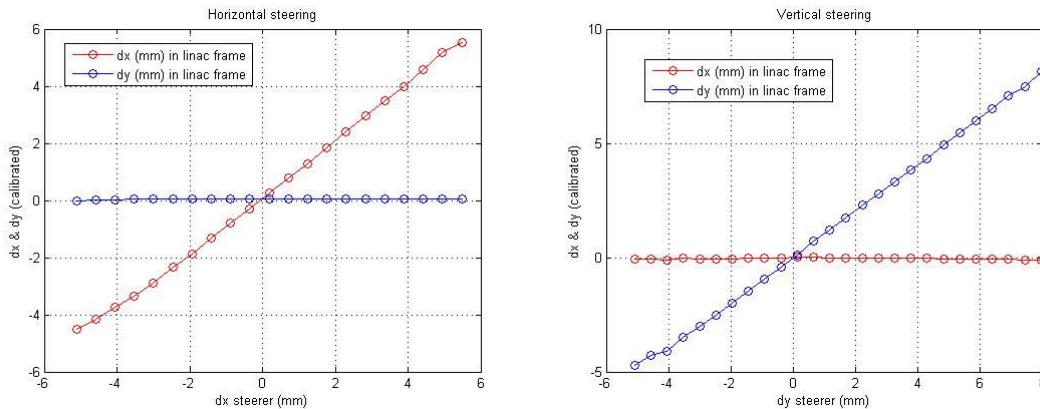 Horizontal steering
6
4
2
0
-2
-4
-6
dx & dy (calibrated)
dx (mm) in linac frame
dy (mm) in linac frame
-6
-4
-2
0
2
4
6
dx steerer (mm)
Vertical steering
10
5
0
-5
dx & dy (calibrated)
dx (mm) in linac frame
dy (mm) in linac frame
-6
-4
-2
0
2
4
6
8
dy steerer (mm)